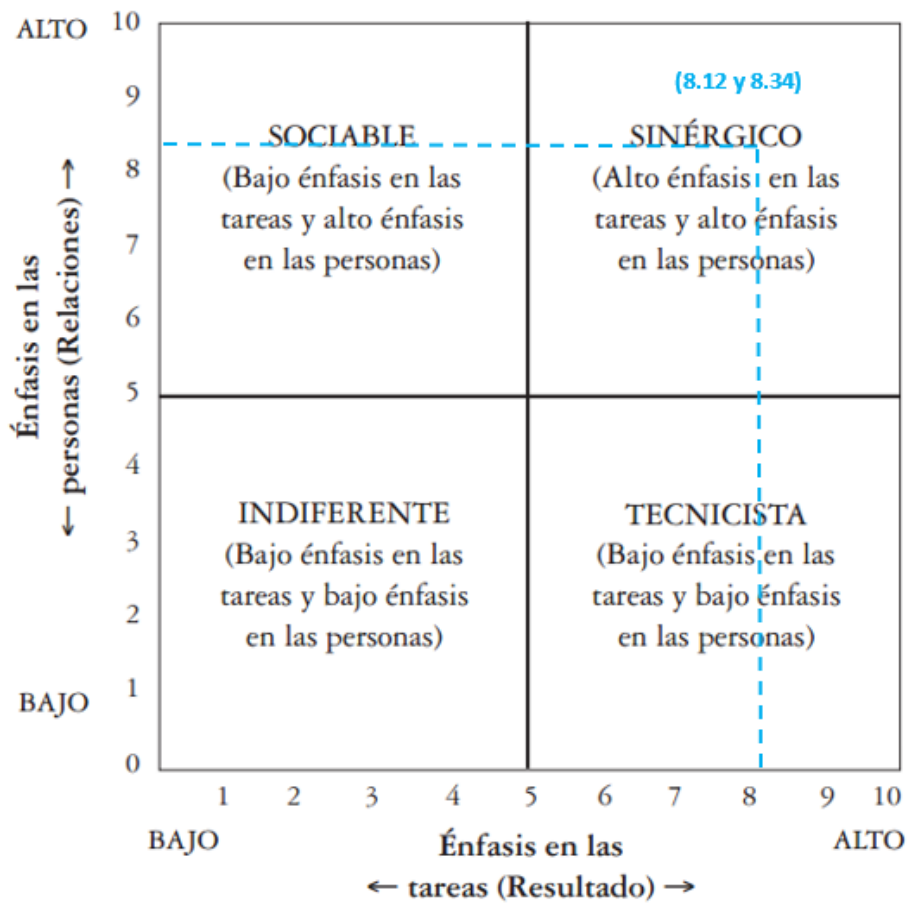 ALTO
10
9
8
7
6
5
4
3
2
1
0
BAJO
Énfasis en las
← personas (Relaciones) →
(8.12 y 8.34)
SOCIABLE
(Bajo énfasis en las
tareas y alto énfasis
en las personas)
SINÉRGICO
(Alto énfasis en las
tareas y alto énfasis
en las personas)
INDIFERENTE
(Bajo énfasis en las
tareas y bajo énfasis
en las personas)
TECNICISTA
(Bajo énfasis en las
tareas y bajo énfasis
en las personas)
1 2 3 4 5 6 7 8 9 10
BAJO
ALTO
Énfasis en las
← tareas (Resultado) →